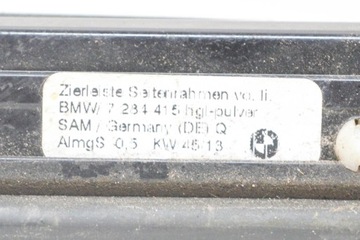 Zierleiste Seitenrahmen vo. li.
BMW/ 7 284 415 hgl-pulver
SAM / Germany (DE) Q
AlmgS 0,5 KW 45 13